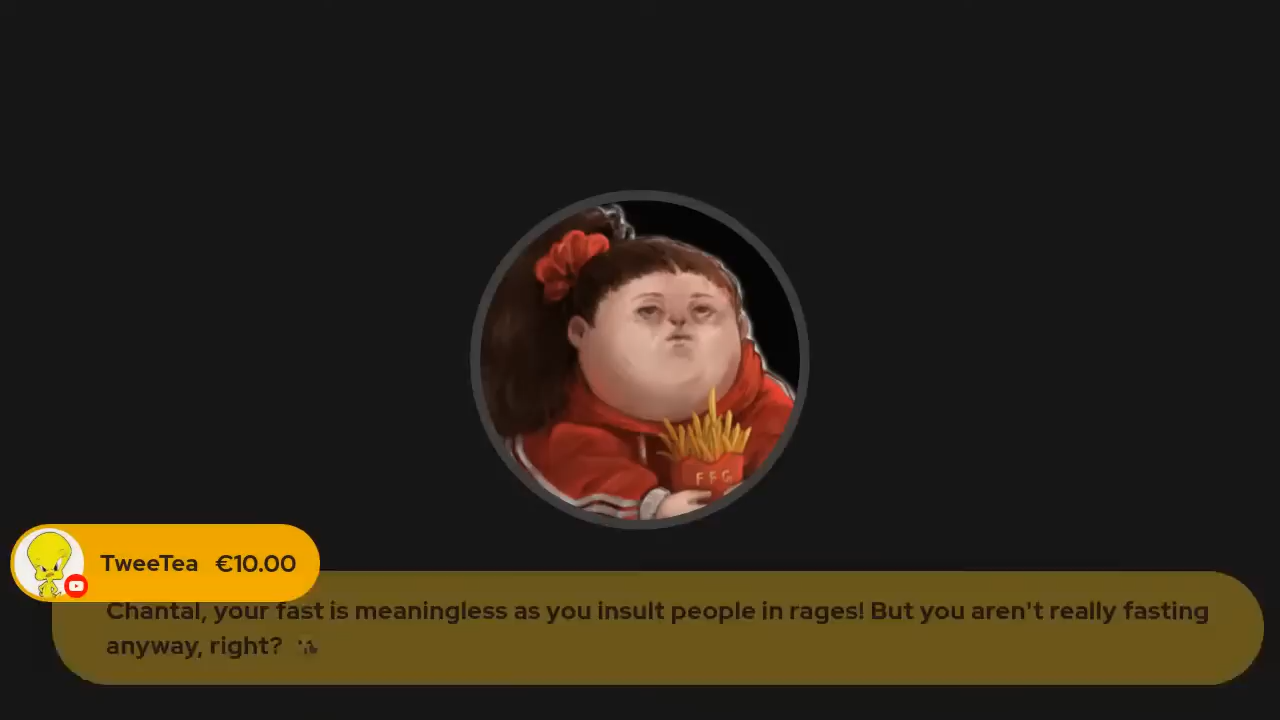 FFG
TweeTea €10.00
Chantal, your fast is meaningless as you insult people in rages! But you aren't really fasting
anyway, right?